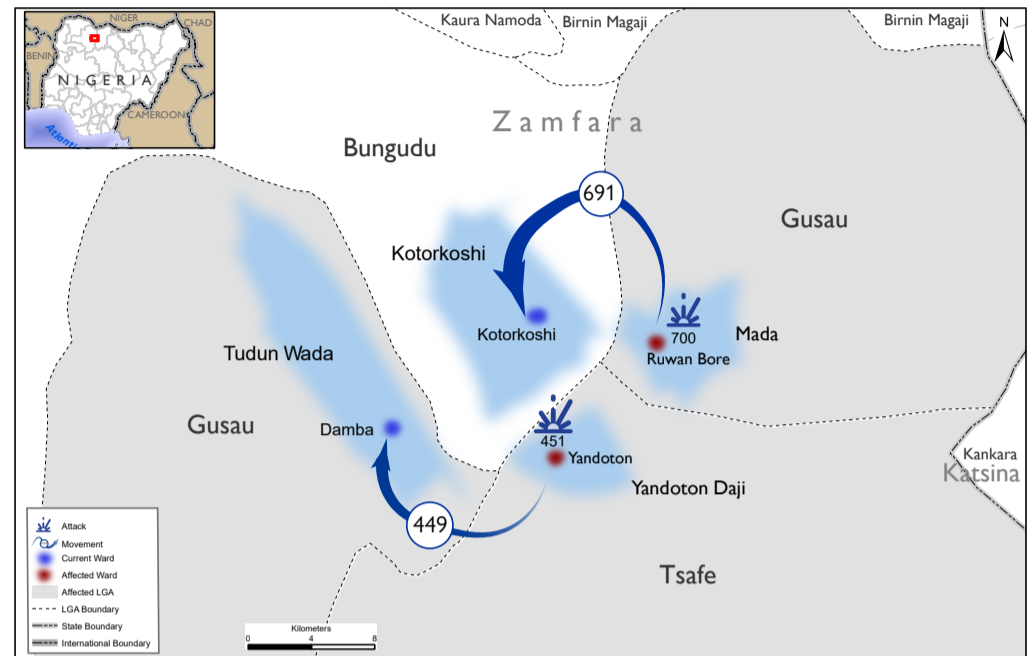 NIGER
CHAD
BENIN
NIGERIA
CAMEROON
Kaura Namoda
Birnin Magaji
Birnin Magaji
N
Zamfara
Bungudu
691
Gusau
Kotorkoshi
700
Mada
Kotorkoshi
Ruwan Bore
Tudun Wada
Gusau
Damba
451
Yandoton
Kankara
Katsina
Yandoton Daji
449
Tsafe
Attack
Movement
Current Ward
Affected Ward
Affected LGA
LGA Boundary
State Boundary
International Boundary
Kilometers
0 4 8